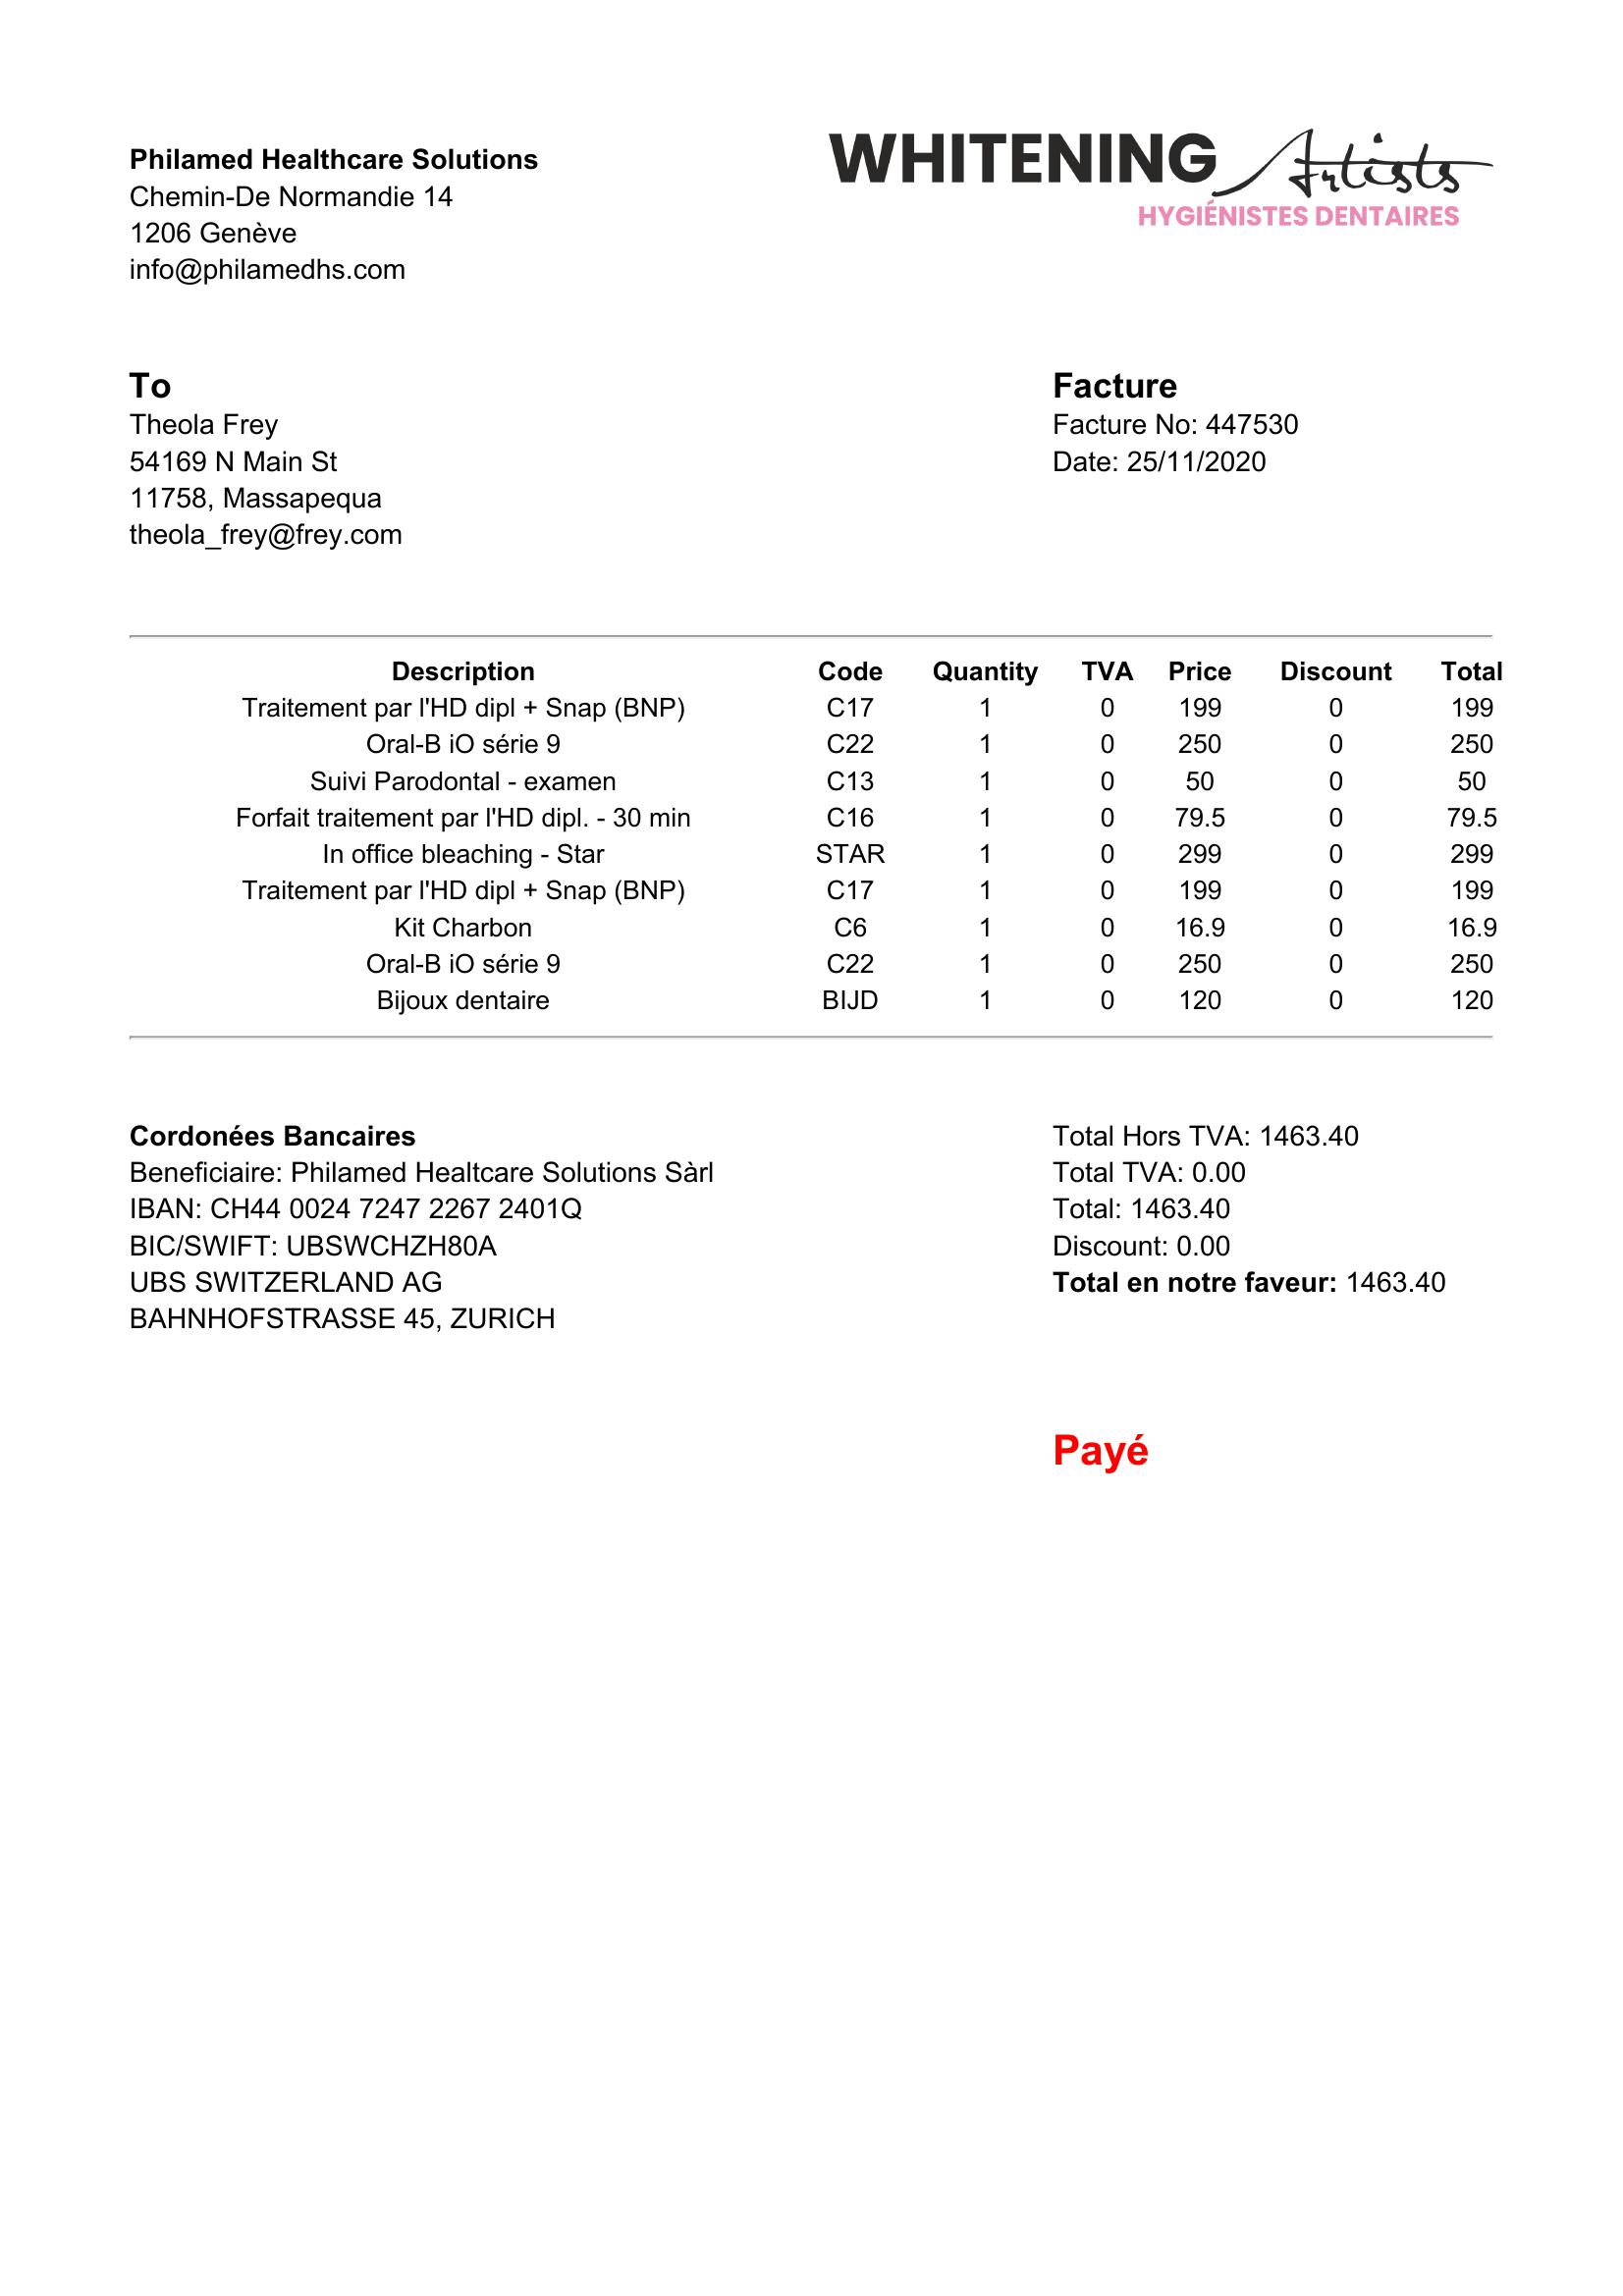 Philamed Healthcare Solutions
Chemin-De Normandie 14
1206 Genève
info@philamedhs.com
WHITENING Artists
HYGIÉNISTES DENTAIRES
To
Theola Frey
54169 N Main St
11758, Massapequa
theola_frey@frey.com
Facture
Facture No: 447530
Date: 25/11/2020
Description Code Quantity TVA Price Discount Total
Traitement par l'HD dipl + Snap (BNP) C17 1 0 199 0 199
Oral-B iO série 9 C22 1 0 250 0 250
Suivi Parodontal - examen C13 1 0 50 0 50
Forfait traitement par l'HD dipl. - 30 min C16 1 0 79.5 0 79.5
In office bleaching - Star STAR 1 0 299 0 299
Traitement par l'HD dipl + Snap (BNP) C17 1 0 199 0 199
Kit Charbon C6 1 0 16.9 0 16.9
Oral-B iO série 9 C22 1 0 250 0 250
Bijoux dentaire BIJD 1 0 120 0 120
Cordonées Bancaires
Beneficiaire: Philamed Healtcare Solutions Sàrl
IBAN: CH44 0024 7247 2267 2401Q
BIC/SWIFT: UBSWCHZH80A
UBS SWITZERLAND AG
BAHNHOFSTRASSE 45, ZURICH
Total Hors TVA: 1463.40
Total TVA: 0.00
Total: 1463.40
Discount: 0.00
Total en notre faveur: 1463.40
Payé